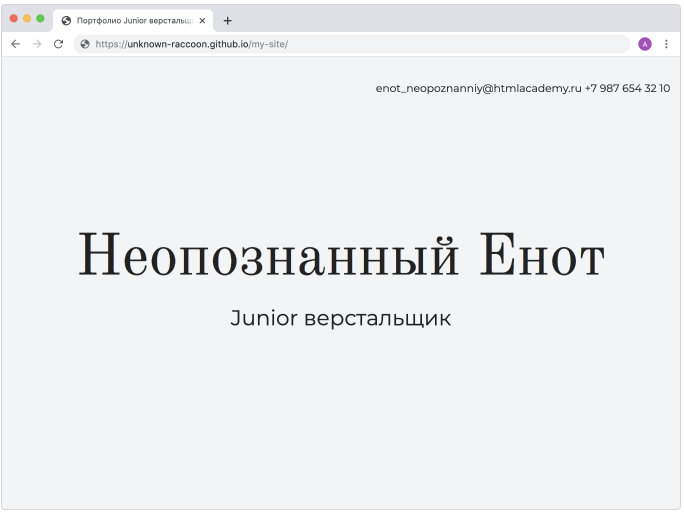 Портфолио Junior верстальщ
https://unknown-raccoon.github.io/my-site/
A
enot_neopoznanniy@htmlacademy.ru +7 987 654 32 10
Неопознанный Енот
Junior верстальщик